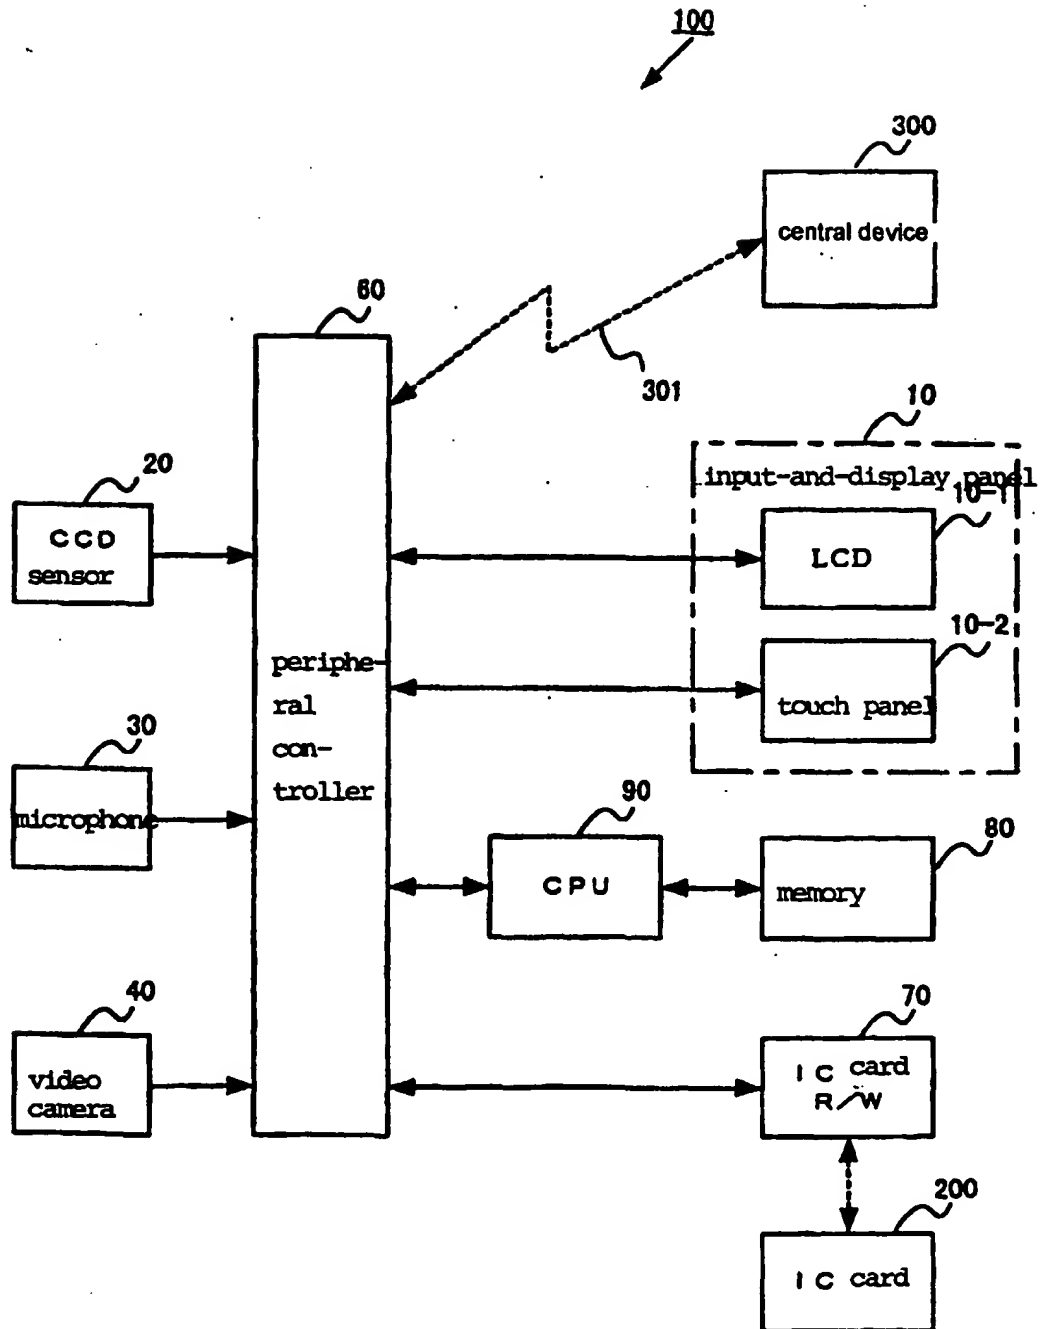 100
300
central device
60
301
10
input-and-display panel
10-1
20
CCD
sensor
LCD
10-2
periphe-
ral
con-
troller
touch panel
30
microphone
90
80
CPU
memory
40
70
video
camera
IC card
R/W
200
IC card